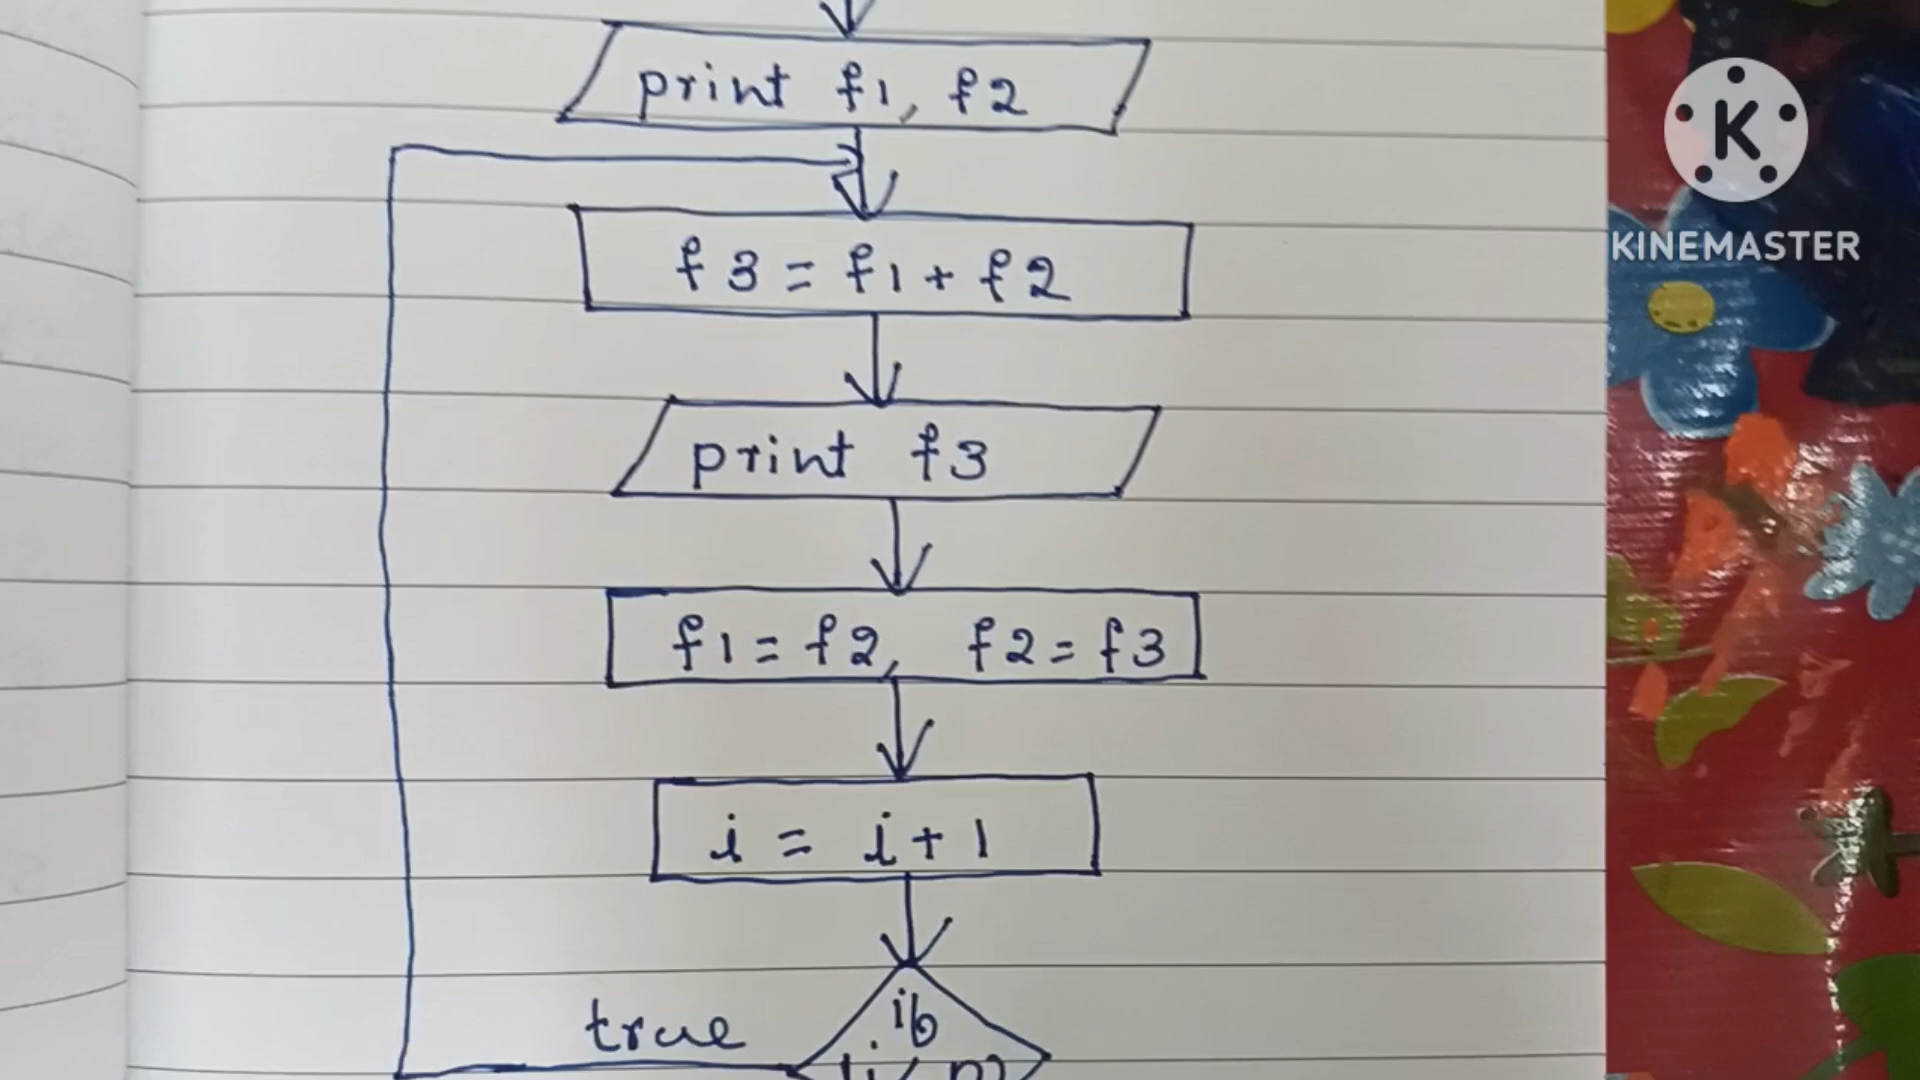 print f1, f2
f3 = f1 + f2
print f3
f1 = f2, f2 = f3
i = i + 1
true
if
K
KINEMASTER